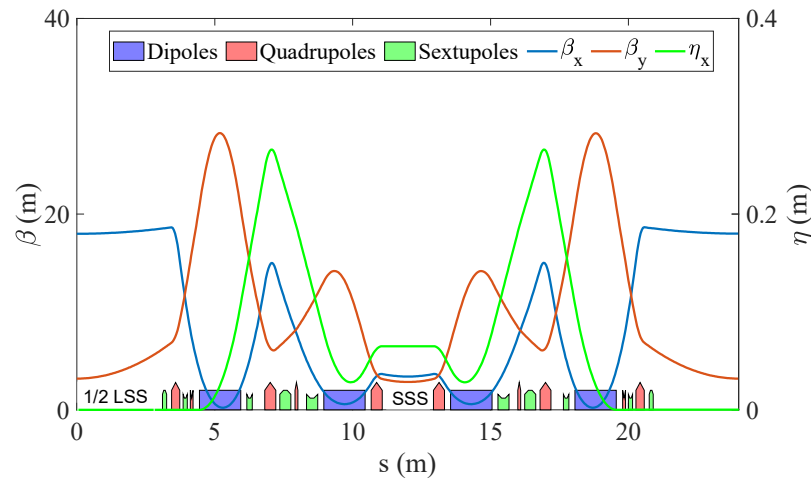 40
0.4
Dipoles Quadrupoles Sextupoles βx βy ηx
β (m)
20
0.2
η (m)
1/2 LSS
SSS
0
0
0 5 10 15 20
s (m)